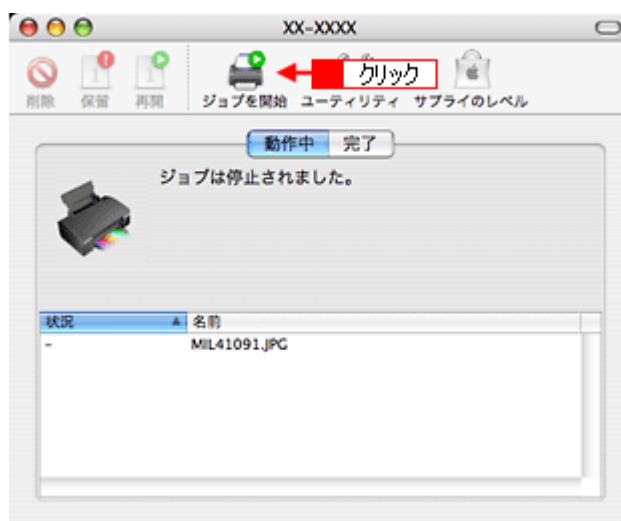 XX-XXXX
クリック
削除 保留 再開 ジョブを開始 ユーティリティ サプライのレベル
動作中 完了
ジョブは停止されました。
状況 名前
- MIL41091.JPG